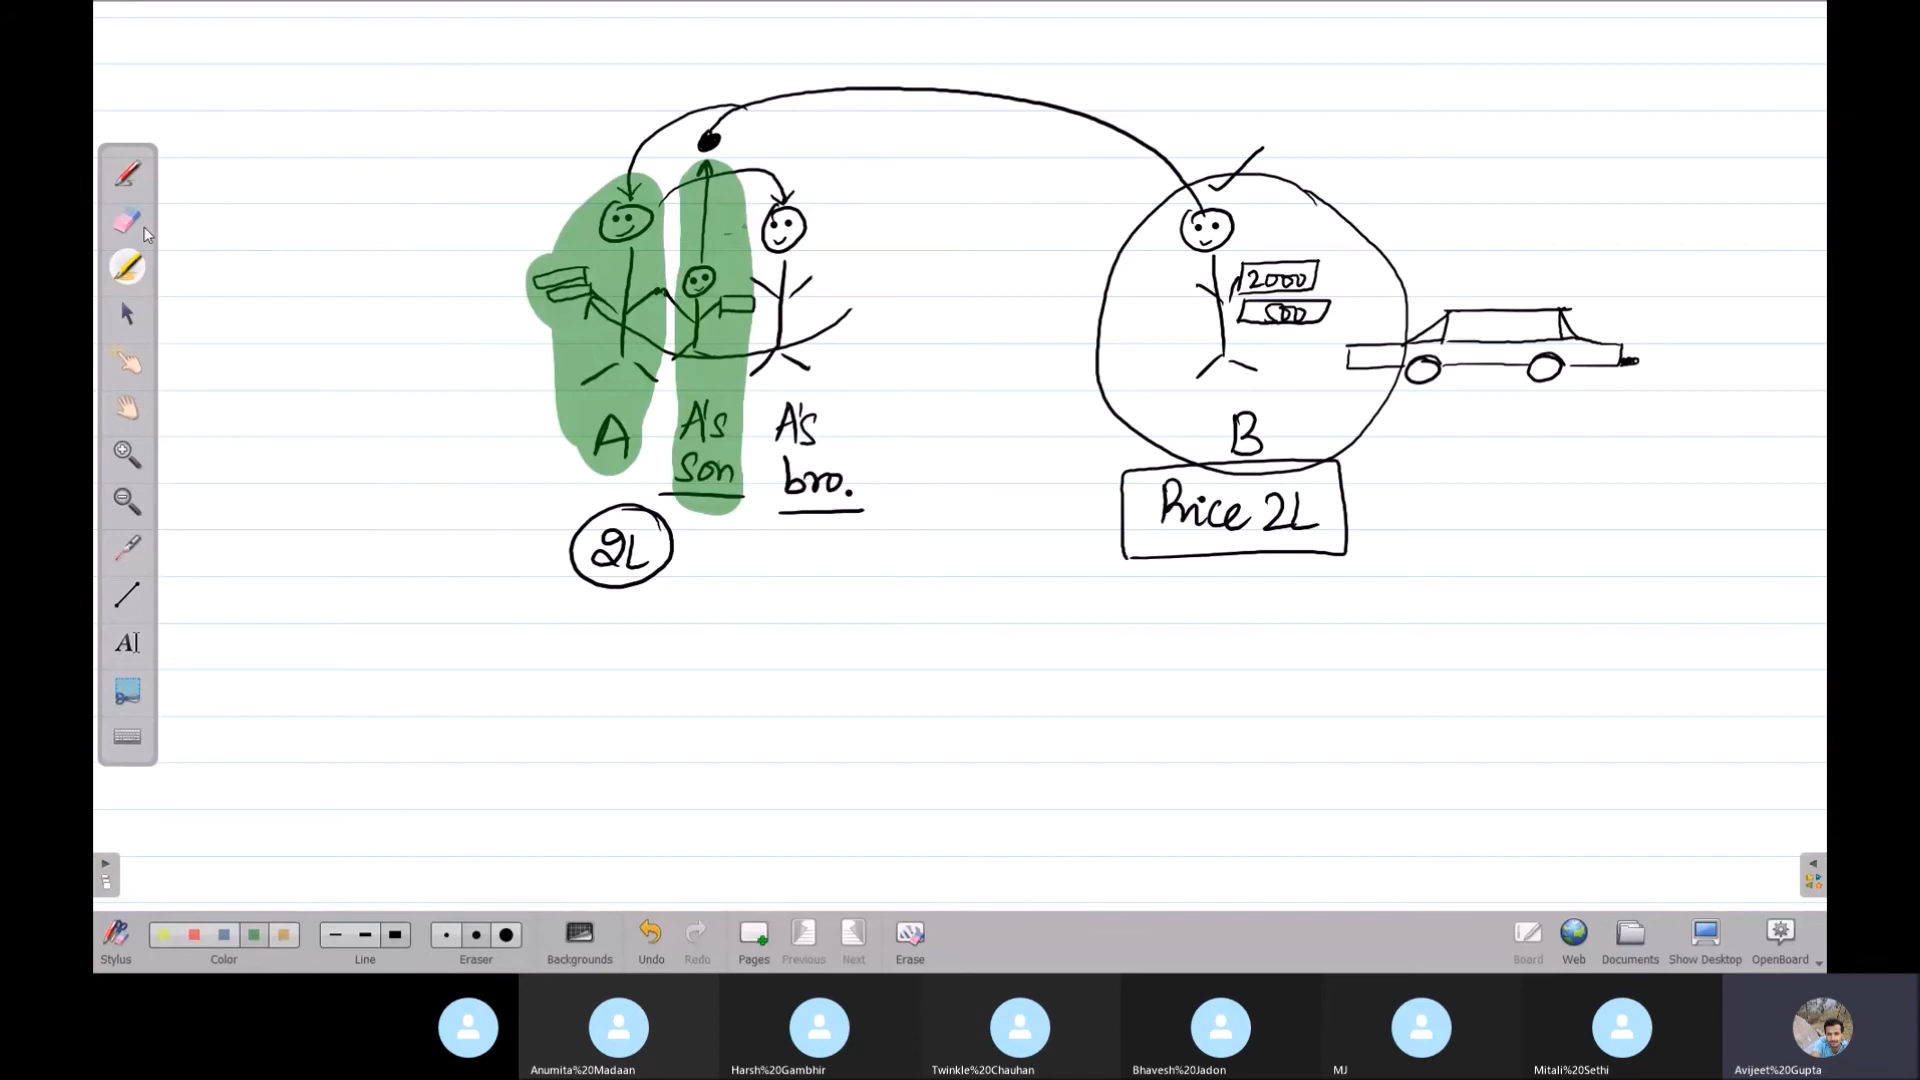 2000
500
A
A's
son
A's
bro.
B
2L
Price 2L
AI
Stylus
Color
Line
Eraser
Backgrounds
Undo
Redo
Pages
Previous
Next
Erase
Board
Web
Documents
Show Desktop
OpenBoard
Anumita%20Madaan
Harsh%20Gambhir
Twinkle%20Chauhan
Bhavesh%20Jadon
MJ
Mitali%20Sethi
Avijeet%20Gupta